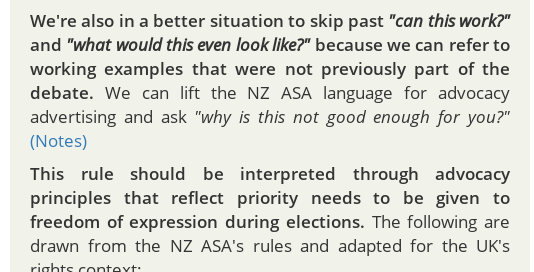 We're also in a better situation to skip past "can this work?"
and "what would this even look like?" because we can refer to
working examples that were not previously part of the
debate. We can lift the NZ ASA language for advocacy
advertising and ask "why is this not good enough for you?"
(Notes)
This rule should be interpreted through advocacy
principles that reflect priority needs to be given to
freedom of expression during elections. The following are
drawn from the NZ ASA's rules and adapted for the UK's
rights context: